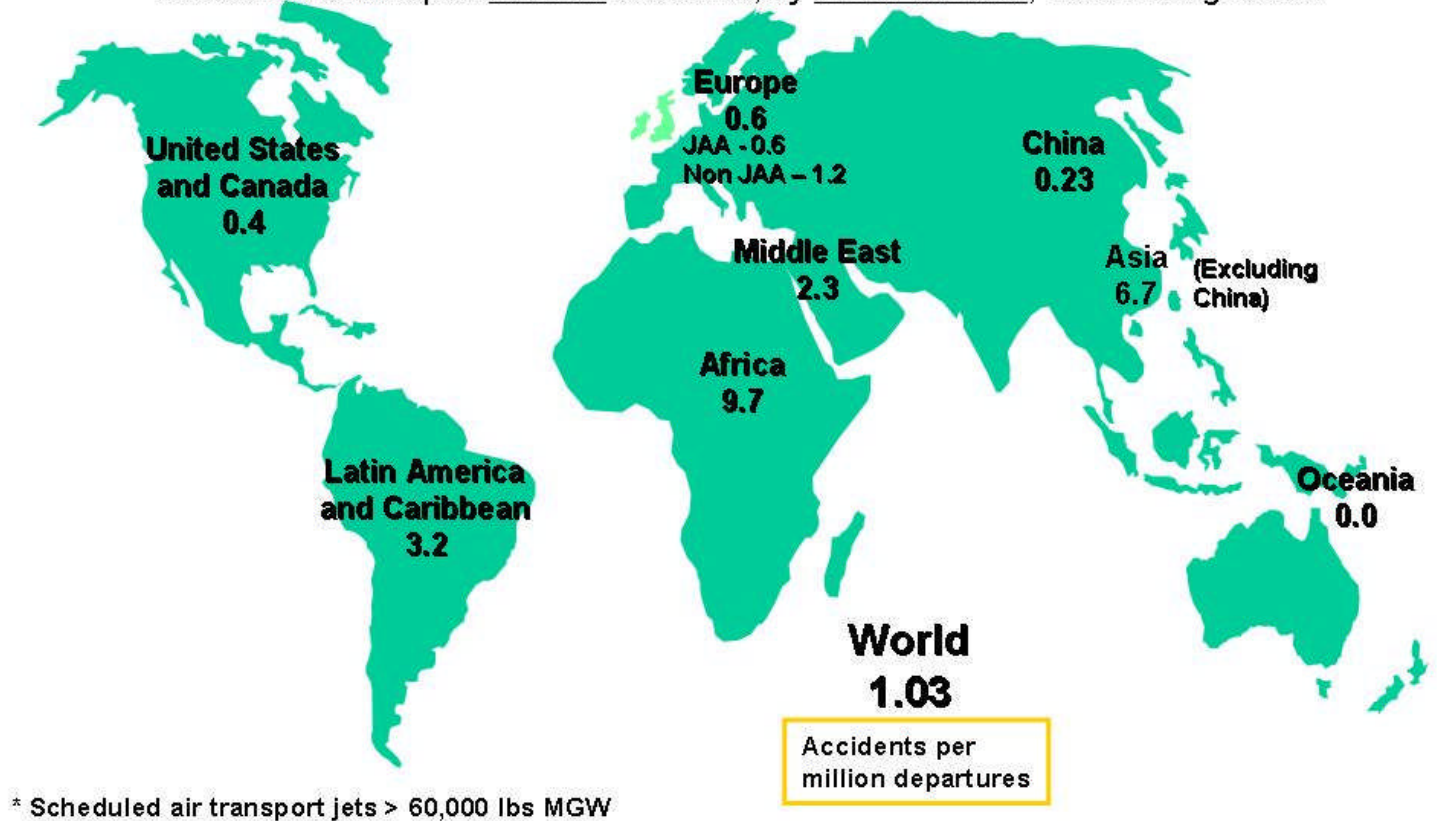 United States
and Canada
0.4
Europe
0.6
JAA - 0.6
Non JAA – 1.2
China
0.23
Middle East
2.3
Asia
6.7
(Excluding
China)
Africa
9.7
Latin America
and Caribbean
3.2
Oceania
0.0
World
1.03
Accidents per
million departures
* Scheduled air transport jets > 60,000 lbs MGW